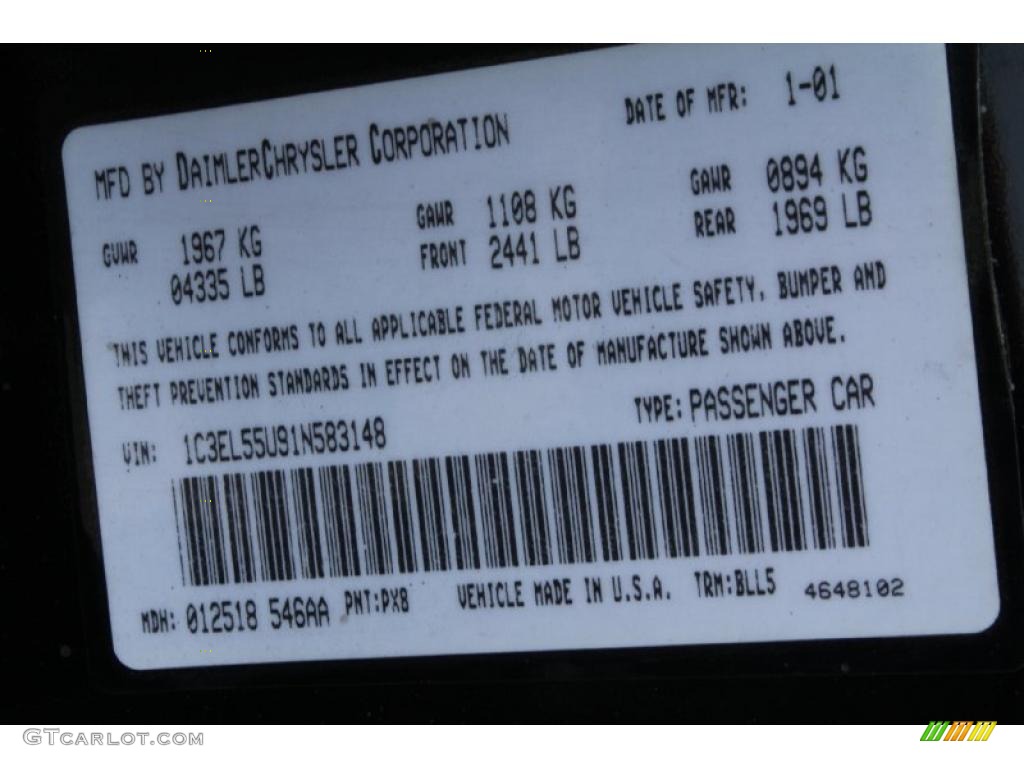 MFD BY DAIMLERCHRYSLER CORPORATION DATE OF MFR: 1-01
GVWR 1967 KG GAWR 1108 KG GAWR 0894 KG
04335 LB FRONT 2441 LB REAR 1969 LB
THIS VEHICLE CONFORMS TO ALL APPLICABLE FEDERAL MOTOR VEHICLE SAFETY, BUMPER AND
THEFT PREVENTION STANDARDS IN EFFECT ON THE DATE OF MANUFACTURE SHOWN ABOVE.
VIN: 1C3EL55U91N583148 TYPE: PASSENGER CAR
MDH: 012518 546AA PNT:PX8 VEHICLE MADE IN U.S.A. TRM:BLL5 4648102
GTCarlot.com